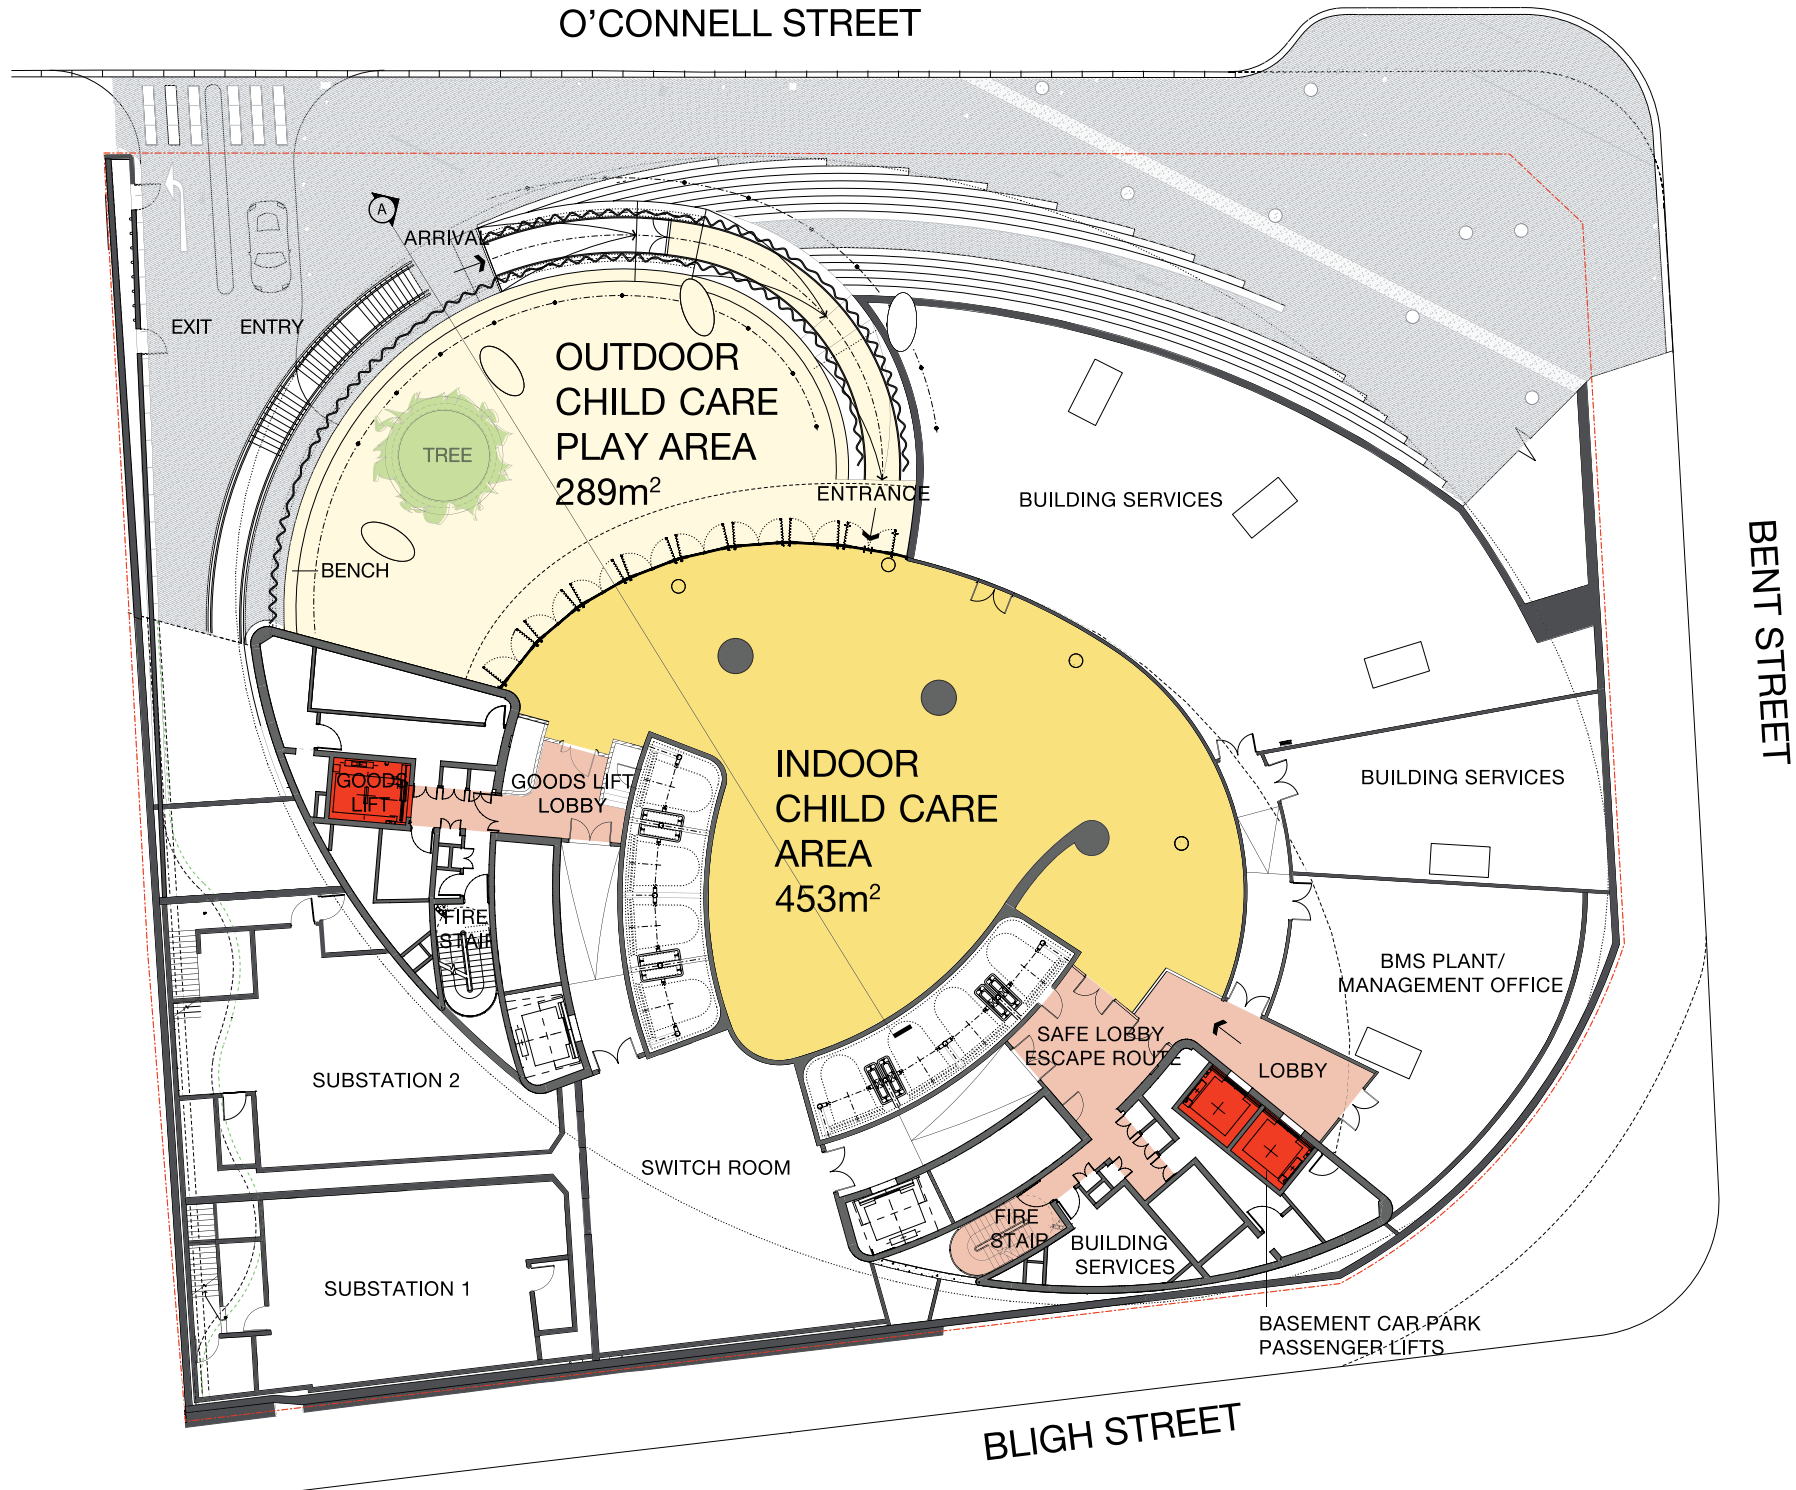 O'CONNELL STREET
A
ARRIVAL
EXIT
ENTRY
OUTDOOR
CHILD CARE
PLAY AREA
289m²
TREE
ENTRANCE
BUILDING SERVICES
BENCH
BENT STREET
INDOOR
CHILD CARE
AREA
453m²
GOODS
LIFT
GOODS LIFT
LOBBY
BUILDING SERVICES
FIRE
STAIR
BMS PLANT/
MANAGEMENT OFFICE
SAFE LOBBY
ESCAPE ROUTE
LOBBY
SUBSTATION 2
SWITCH ROOM
FIRE
STAIR
BUILDING
SERVICES
SUBSTATION 1
BASEMENT CAR PARK
PASSENGER LIFTS
BLIGH STREET